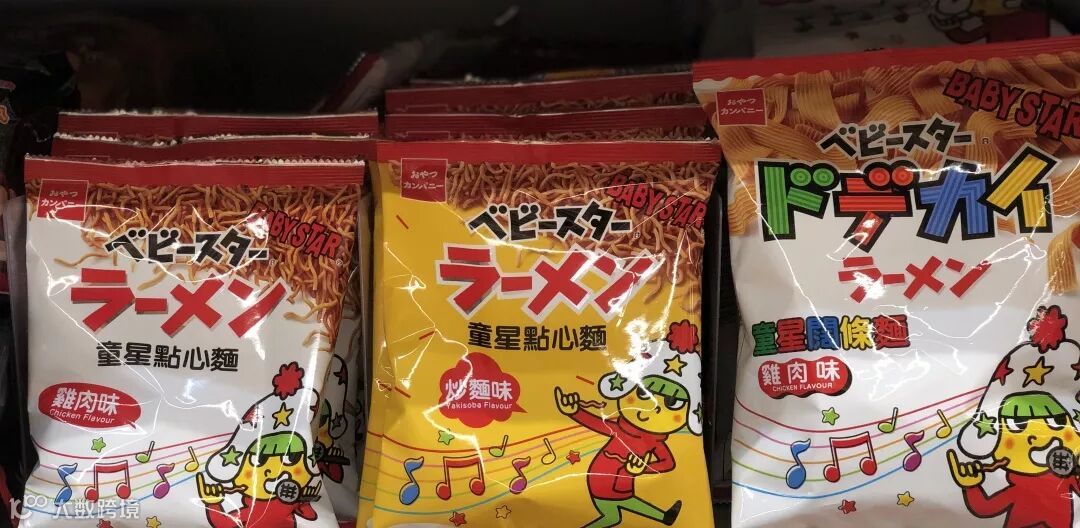 おやつ
カンパニー
BABY STAR
ベビースター
ラーメン
童星點心麵
雞肉味
Chicken Flavour
おやつ
カンパニー
BABY STAR
ベビースター
ラーメン
童星點心麵
炒麵味
Yakisoba Flavour
おやつ
カンパニー
BABY STAR
ベビースター®
ドデカイ
ラーメン
童星闊條麵
雞肉味
CHICKEN FLAVOUR
大数跨境